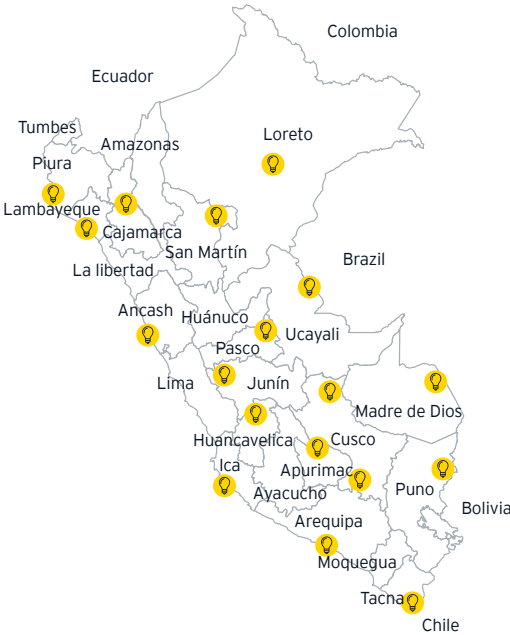 Colombia
Ecuador
Tumbes
Loreto
Amazonas
Piura
Lambayeque
Cajamarca
San Martín
Brazil
La libertad
Ancash
Huánuco
Ucayali
Pasco
Lima
Junín
Madre de Dios
Huancavelica
Cusco
Ica
Apurimac
Ayacucho
Puno
Bolivia
Arequipa
Moquegua
Tacna
Chile